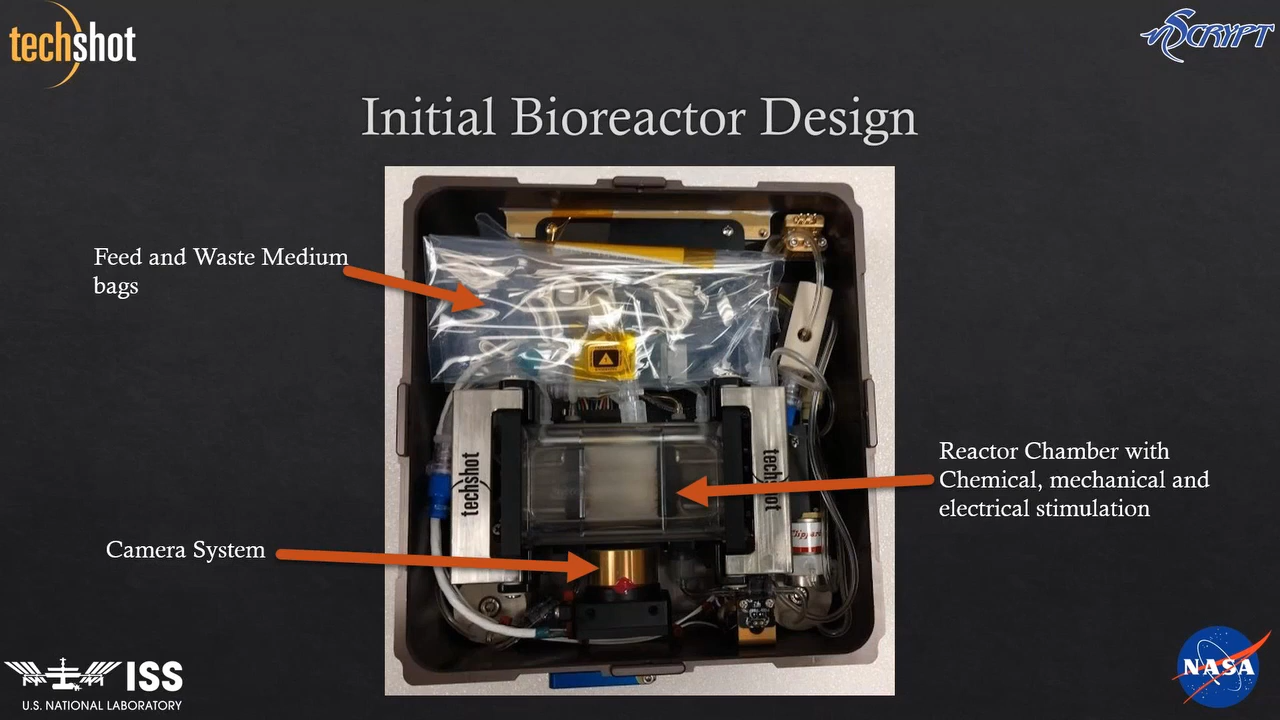 techshot
nSCRYPT
Initial Bioreactor Design
Feed and Waste Medium
bags
techshot
techshot
Reactor Chamber with
Chemical, mechanical and
electrical stimulation
Clippard
Camera System
ISS
U.S. NATIONAL LABORATORY
NASA